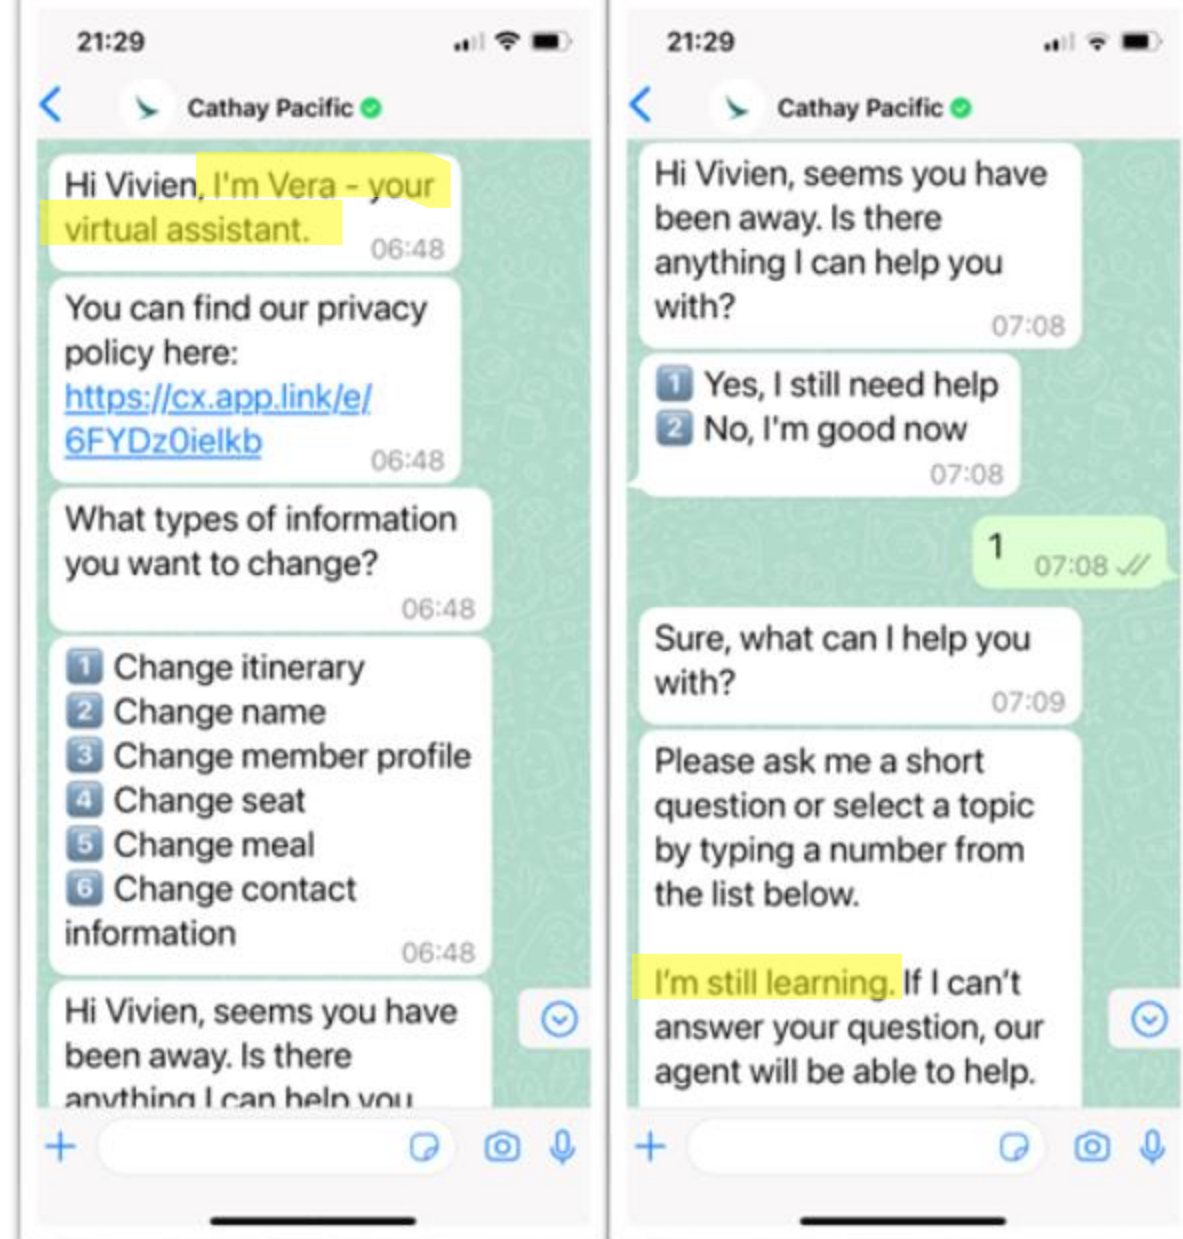 21:29
Cathay Pacific
Hi Vivien, I'm Vera - your
virtual assistant.
06:48
You can find our privacy
policy here:
https://cx.app.link/e/
6FYDz0ielkb
06:48
What types of information
you want to change?
06:48
1 Change itinerary
2 Change name
3 Change member profile
4 Change seat
5 Change meal
6 Change contact
information
06:48
Hi Vivien, seems you have
been away. Is there
anything I can help you
21:29
Cathay Pacific
Hi Vivien, seems you have
been away. Is there
anything I can help you
with?
07:08
1 Yes, I still need help
2 No, I'm good now
07:08
1
07:08
Sure, what can I help you
with?
07:09
Please ask me a short
question or select a topic
by typing a number from
the list below.
I'm still learning. If I can't
answer your question, our
agent will be able to help.